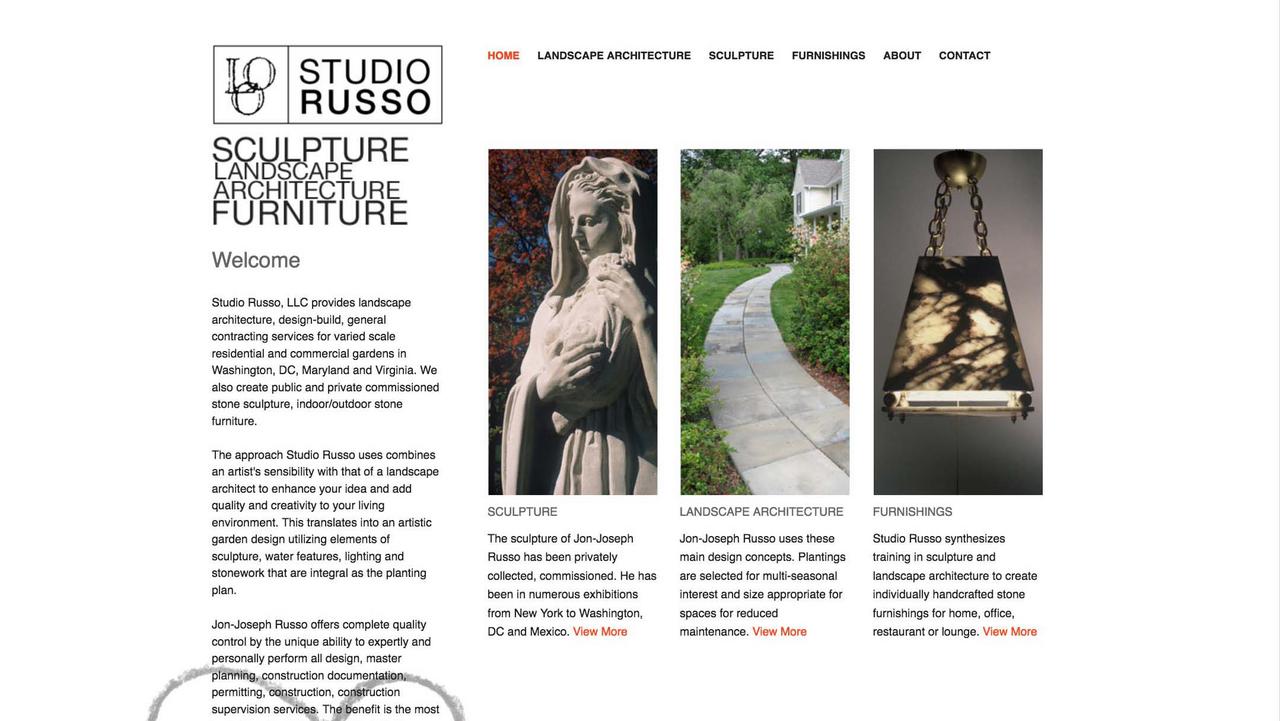 STUDIO
RUSSO
HOME LANDSCAPE ARCHITECTURE SCULPTURE FURNISHINGS ABOUT CONTACT
SCULPTURE
LANDSCAPE
ARCHITECTURE
FURNITURE
Welcome
Studio Russo, LLC provides landscape
architecture, design-build, general
contracting services for varied scale
residential and commercial gardens in
Washington, DC, Maryland and Virginia. We
also create public and private commissioned
stone sculpture, indoor/outdoor stone
furniture.
The approach Studio Russo uses combines
an artist's sensibility with that of a landscape
architect to enhance your idea and add
quality and creativity to your living
environment. This translates into an artistic
garden design utilizing elements of
sculpture, water features, lighting and
stonework that are integral as the planting
plan.
Jon-Joseph Russo offers complete quality
control by the unique ability to expertly and
personally perform all design, master
planning, construction documentation,
permitting, construction, construction
supervision services. The benefit is the most
SCULPTURE
The sculpture of Jon-Joseph
Russo has been privately
collected, commissioned. He has
been in numerous exhibitions
from New York to Washington,
DC and Mexico. View More
LANDSCAPE ARCHITECTURE
Jon-Joseph Russo uses these
main design concepts. Plantings
are selected for multi-seasonal
interest and size appropriate for
spaces for reduced
maintenance. View More
FURNISHINGS
Studio Russo synthesizes
training in sculpture and
landscape architecture to create
individually handcrafted stone
furnishings for home, office,
restaurant or lounge. View More